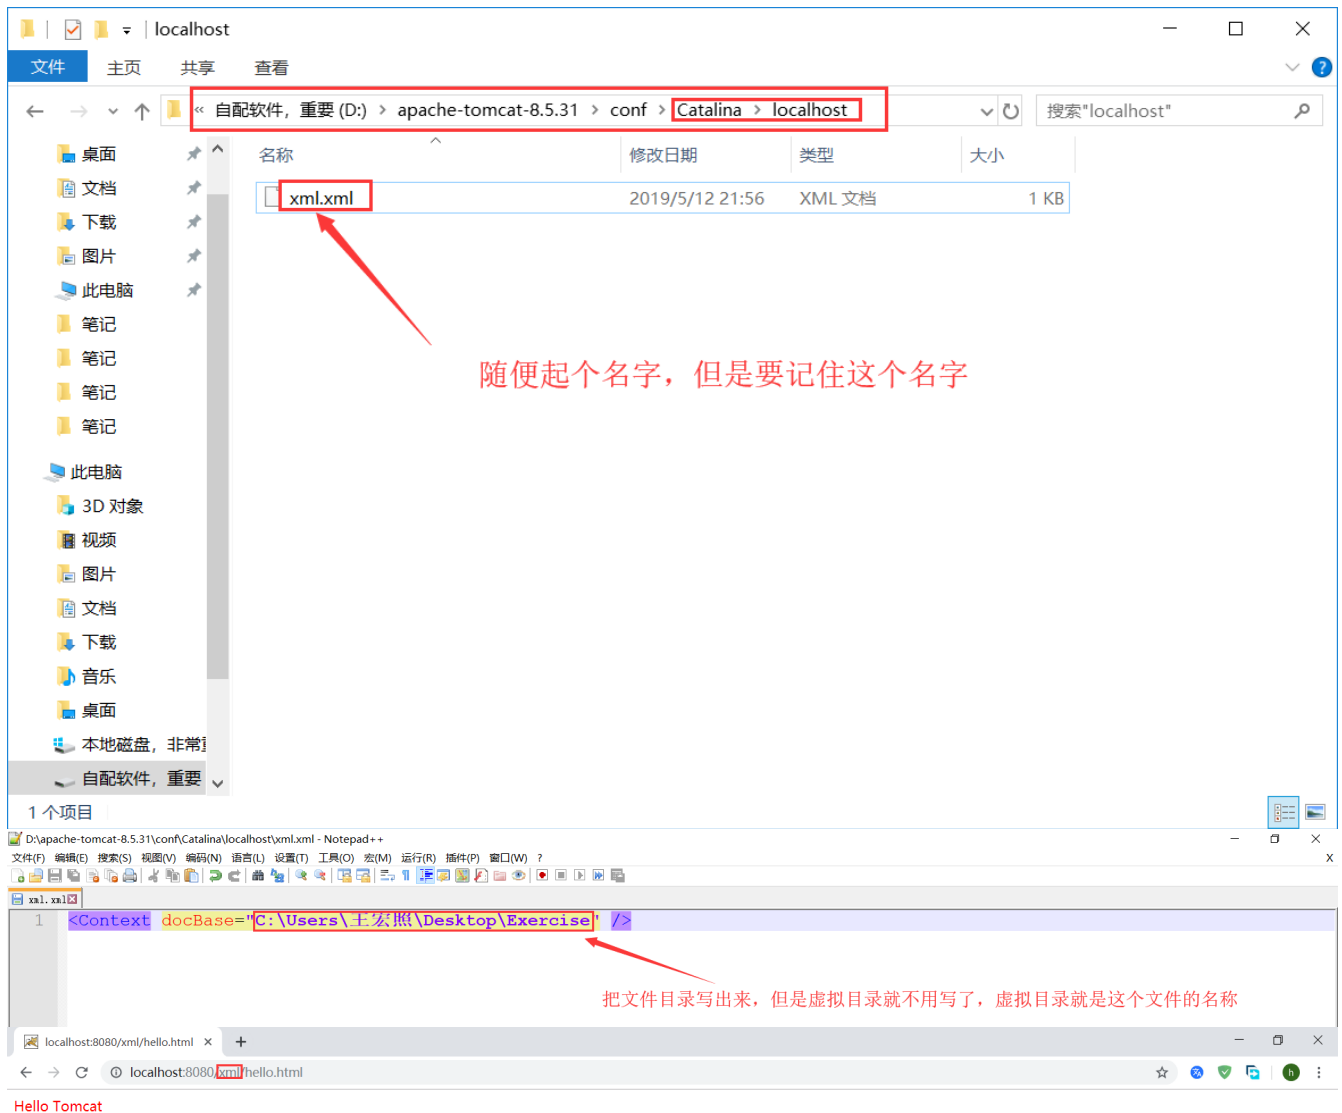 localhost
文件 主页 共享 查看
« 自配软件，重要 (D:) › apache-tomcat-8.5.31 › conf › Catalina › localhost
搜索"localhost"
名称 修改日期 类型 大小
xml.xml 2019/5/12 21:56 XML 文档 1 KB
随便起个名字，但是要记住这个名字
桌面
文档
下载
图片
此电脑
笔记
笔记
笔记
笔记
此电脑
3D 对象
视频
图片
文档
下载
音乐
桌面
本地磁盘，非常重
自配软件，重要
1 个项目
D:\apache-tomcat-8.5.31\conf\Catalina\localhost\xml.xml - Notepad++
文件(F) 编辑(E) 搜索(S) 视图(V) 编码(N) 语言(L) 设置(T) 工具(O) 宏(M) 运行(R) 插件(P) 窗口(W) ? X
xml.xml
1 <Context docBase="C:\Users\王宏照\Desktop\Exercise" />
把文件目录写出来，但是虚拟目录就不用写了，虚拟目录就是这个文件的名称
localhost:8080/xml/hello.html
localhost:8080/xml/hello.html
h
Hello Tomcat